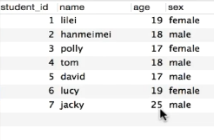 student_id name age sex
1 lilei 19 female
2 hanmeimei 18 male
3 polly 17 female
4 tom 18 male
5 david 17 male
6 lucy 19 female
7 jacky 25 male